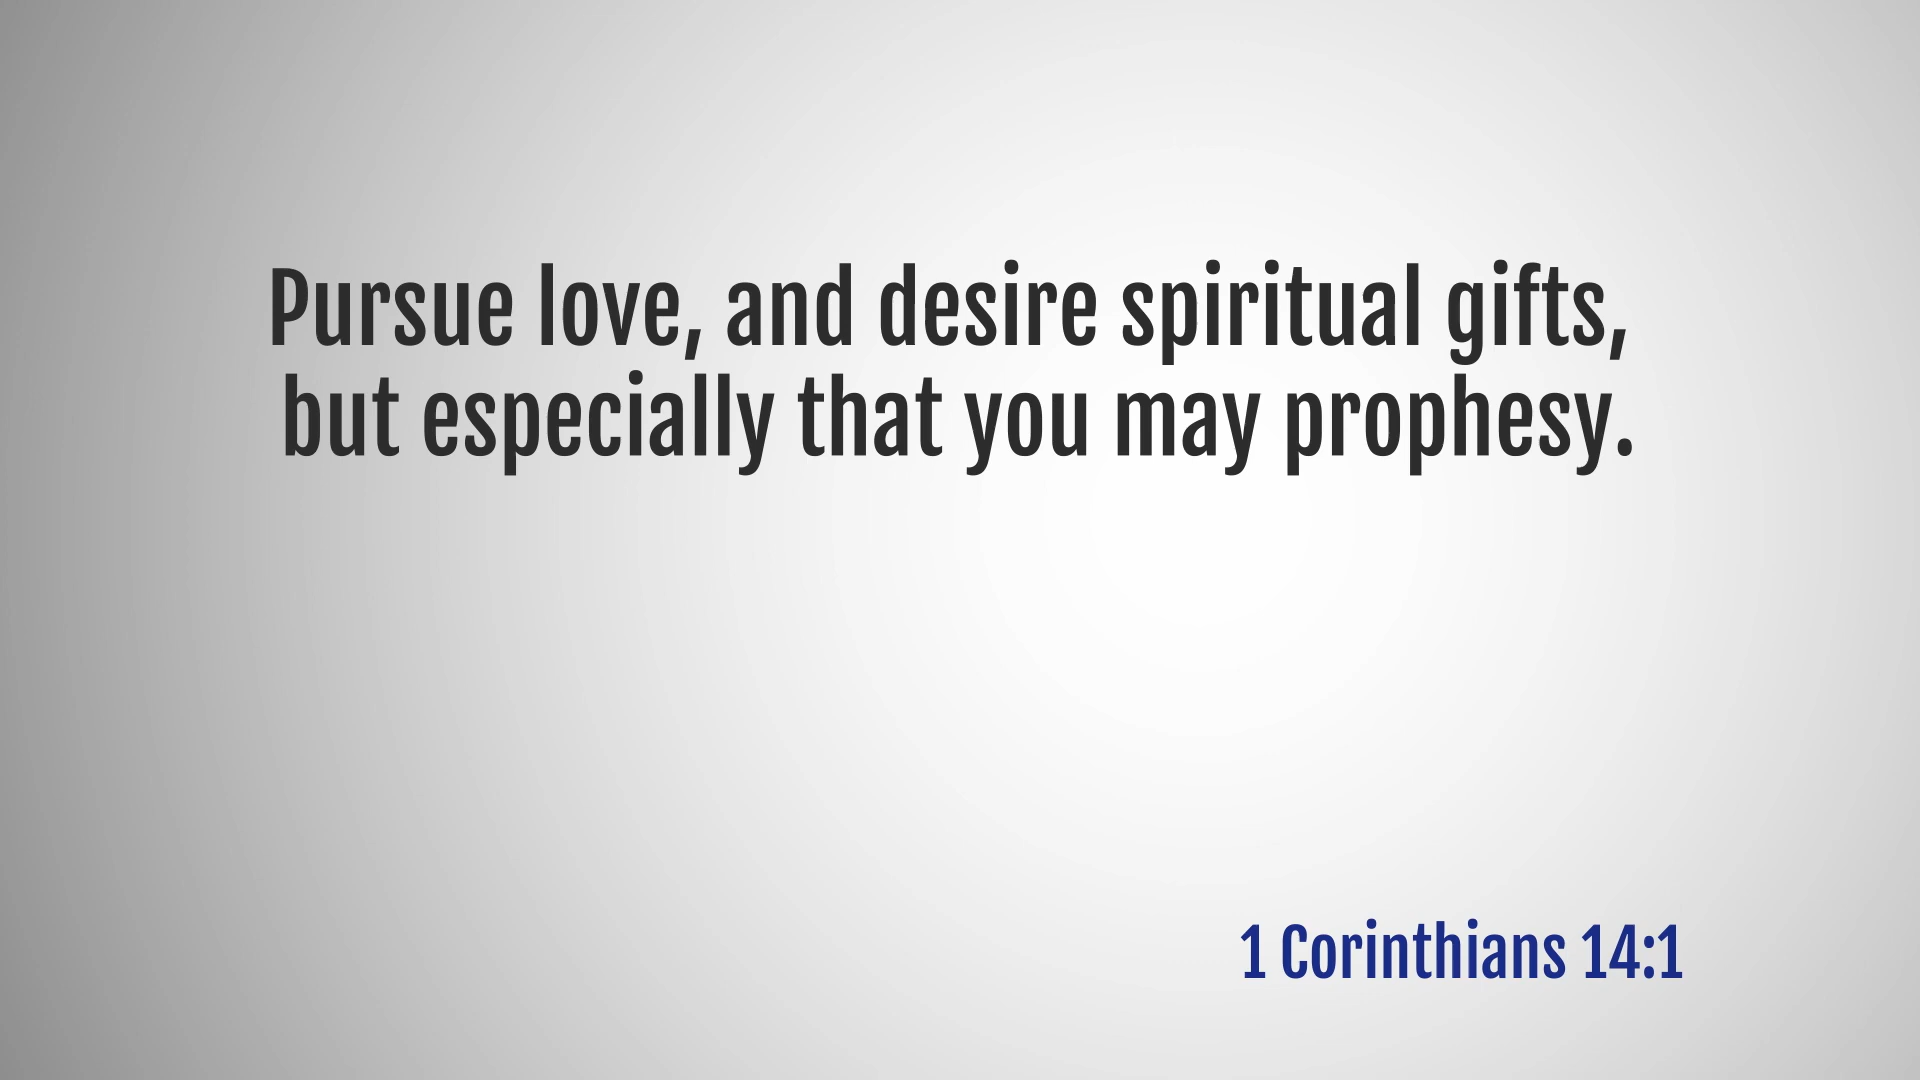 Pursue love, and desire spiritual gifts,
but especially that you may prophesy.
1 Corinthians 14:1